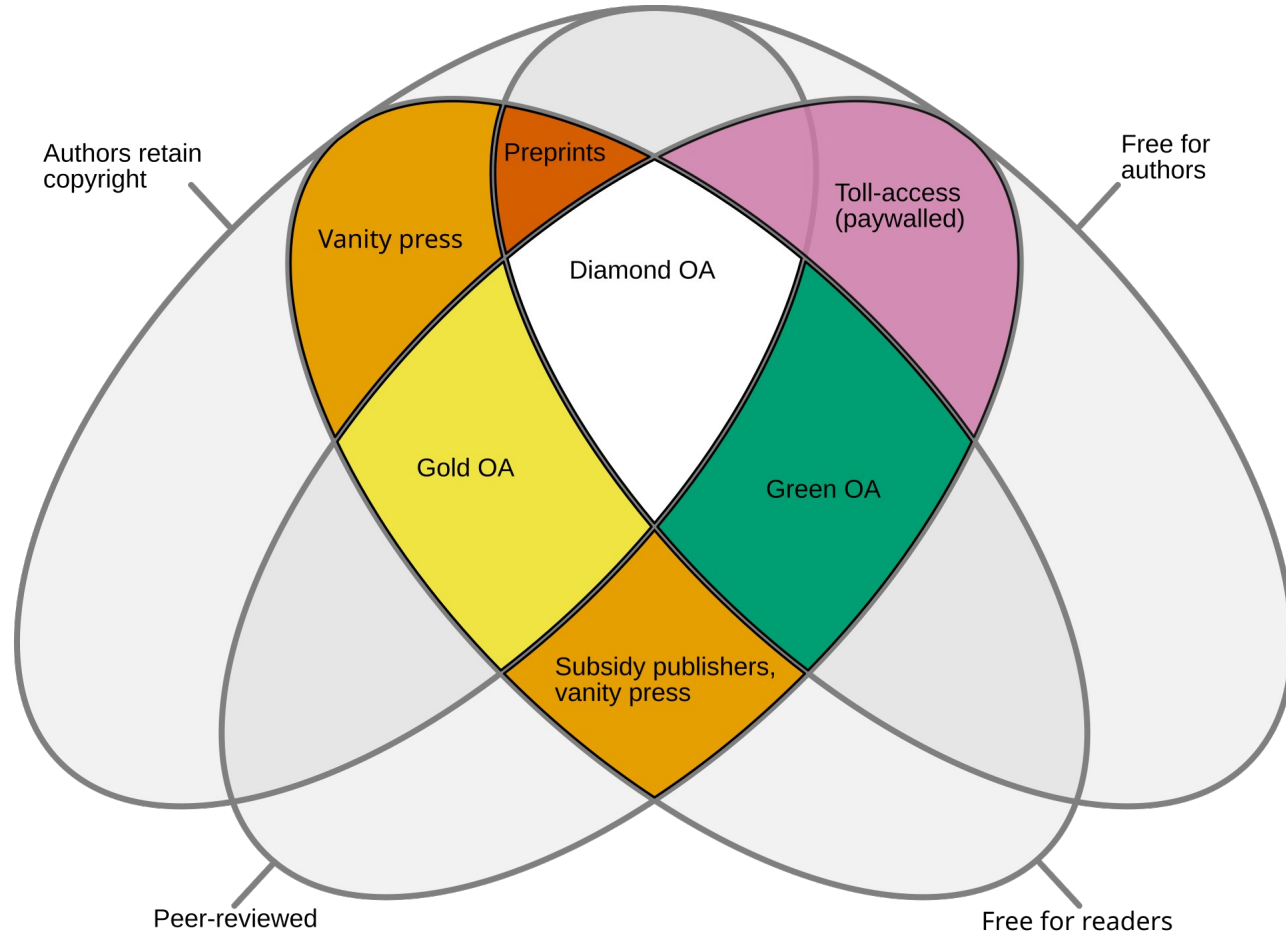 Authors retain
copyright
Free for
authors
Preprints
Toll-access
(paywalled)
Vanity press
Diamond OA
Gold OA
Green OA
Subsidy publishers,
vanity press
Peer-reviewed
Free for readers